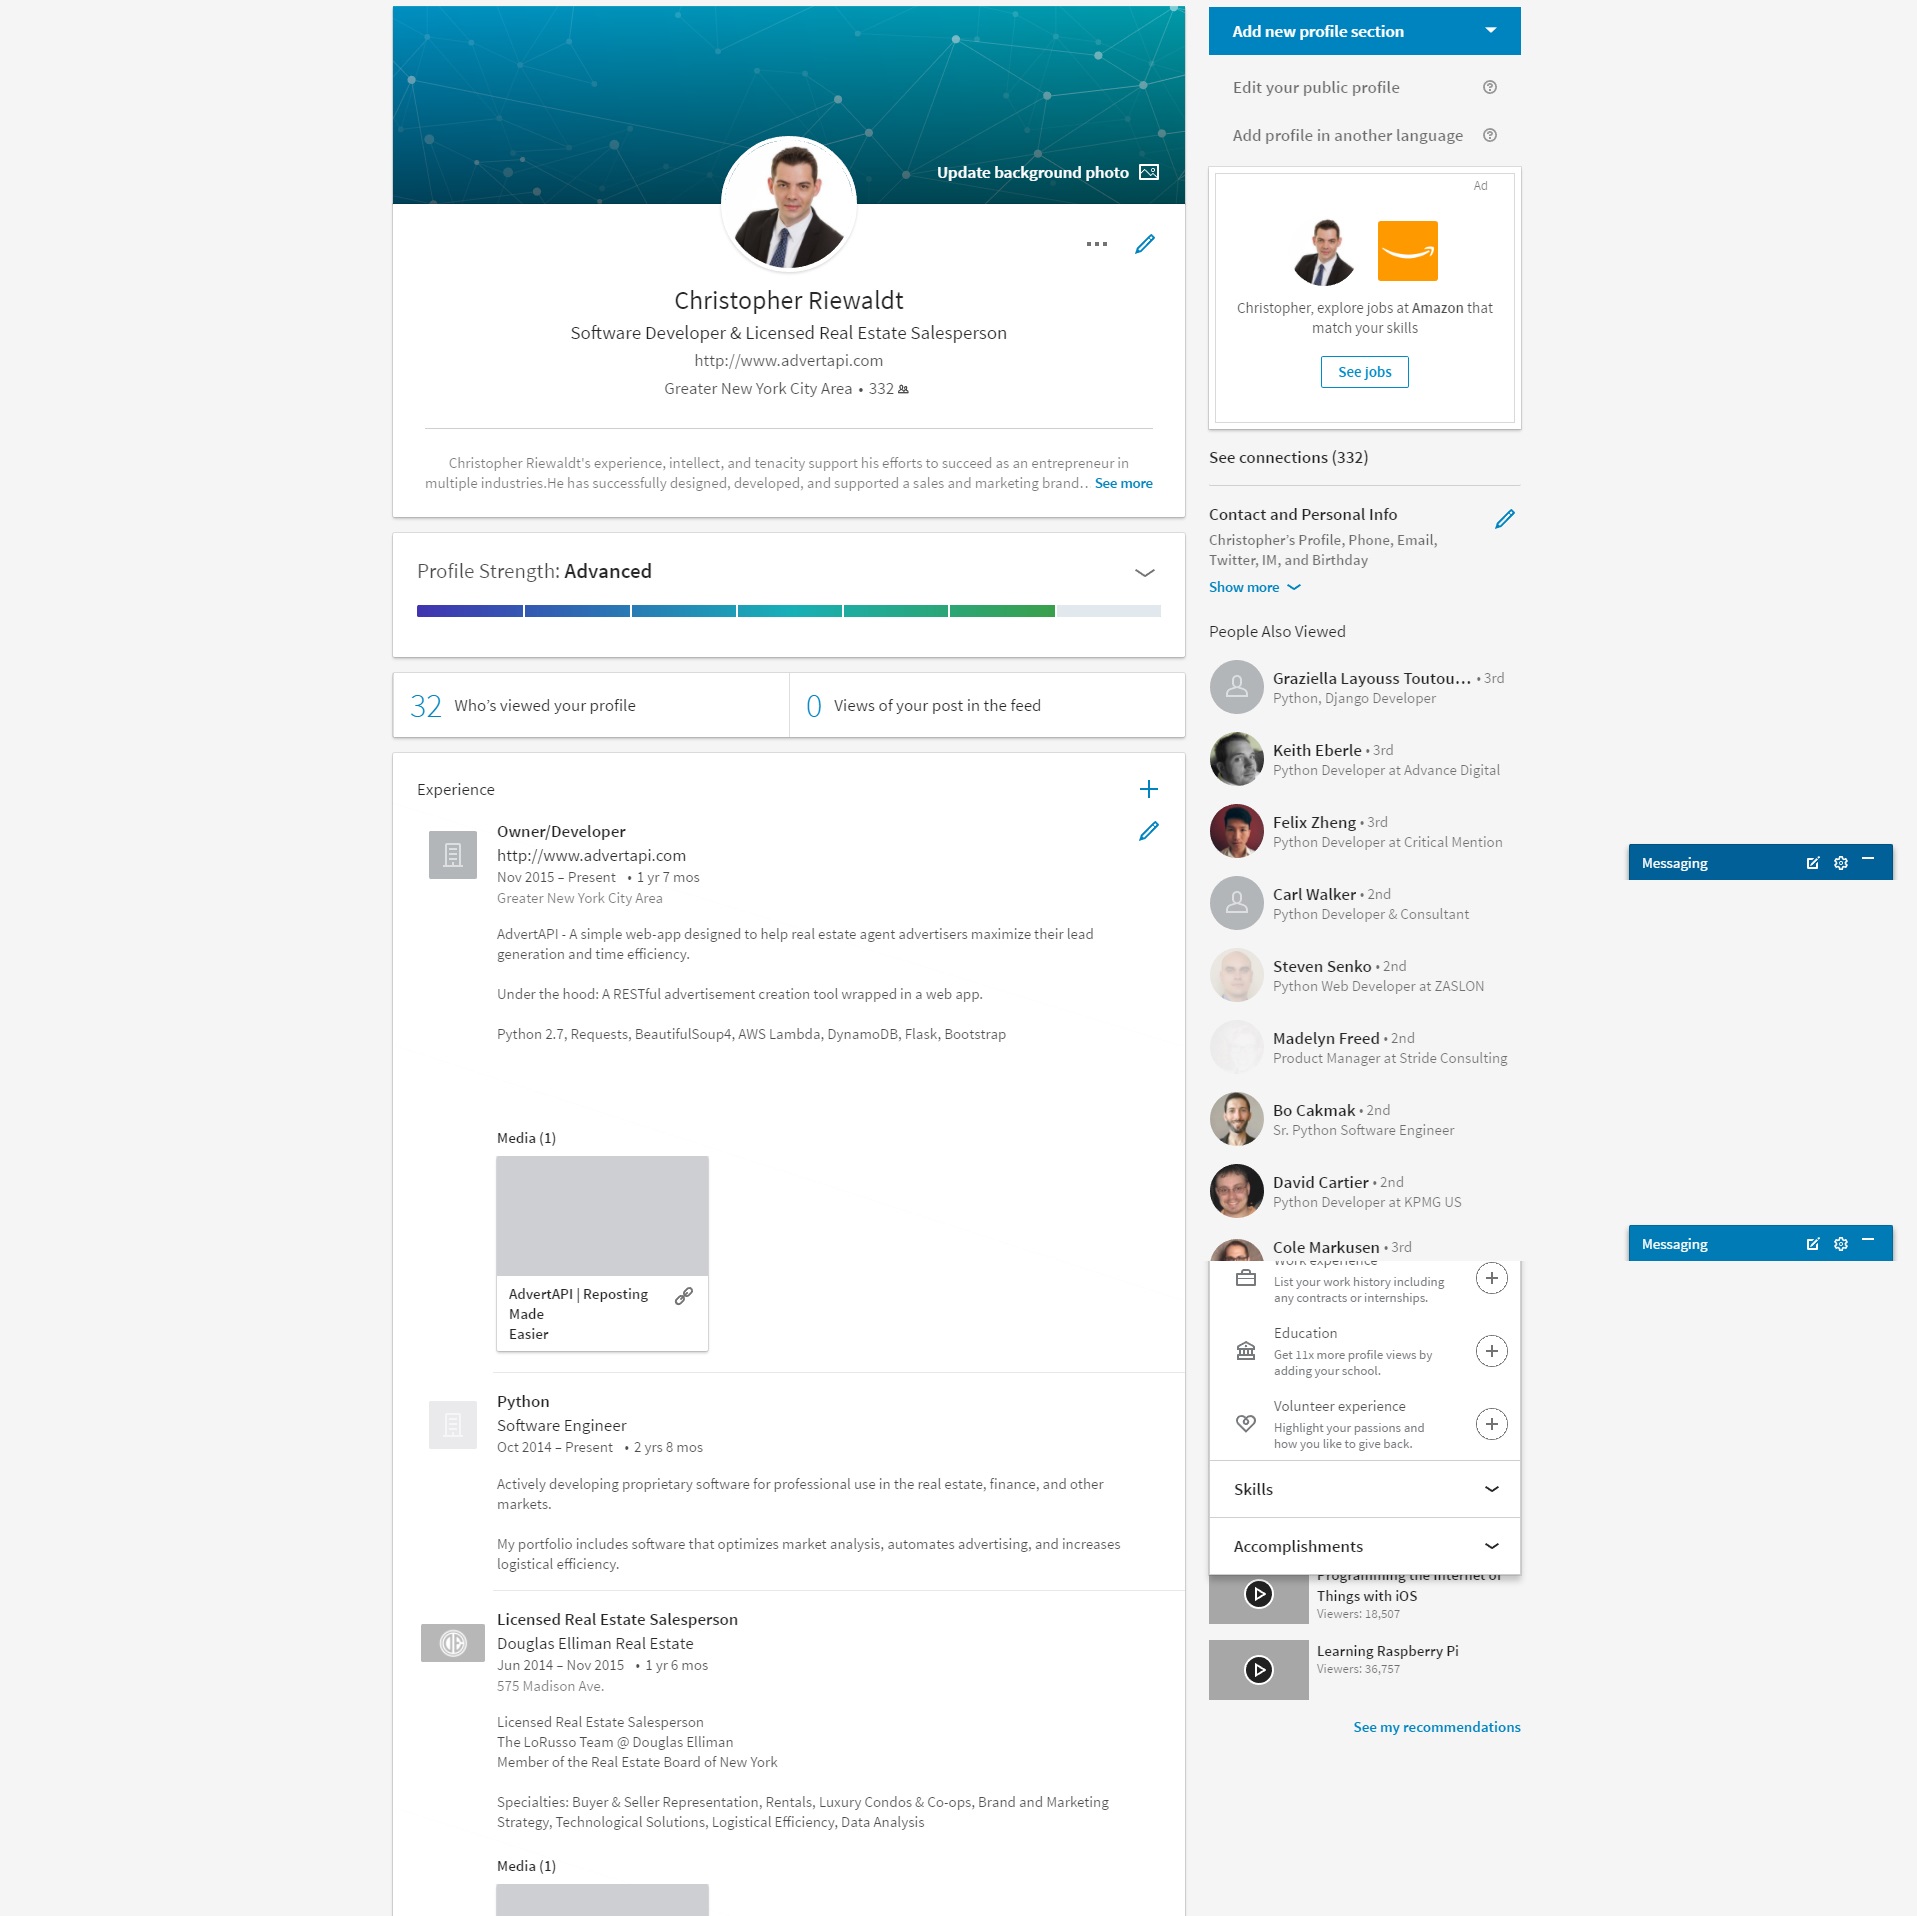 Update background photo
Christopher Riewaldt
Software Developer & Licensed Real Estate Salesperson
http://www.advertapi.com
Greater New York City Area • 332
Christopher Riewaldt's experience, intellect, and tenacity support his efforts to succeed as an entrepreneur in
multiple industries.He has successfully designed, developed, and supported a sales and marketing brand… See more
Profile Strength: Advanced
32 Who's viewed your profile
0 Views of your post in the feed
Experience
Owner/Developer
http://www.advertapi.com
Nov 2015 – Present • 1 yr 7 mos
Greater New York City Area
AdvertAPI - A simple web-app designed to help real estate agent advertisers maximize their lead
generation and time efficiency.
Under the hood: A RESTful advertisement creation tool wrapped in a web app.
Python 2.7, Requests, BeautifulSoup4, AWS Lambda, DynamoDB, Flask, Bootstrap
Media (1)
AdvertAPI | Reposting
Made
Easier
Python
Software Engineer
Oct 2014 – Present • 2 yrs 8 mos
Actively developing proprietary software for professional use in the real estate, finance, and other
markets.
My portfolio includes software that optimizes market analysis, automates advertising, and increases
logistical efficiency.
Licensed Real Estate Salesperson
Douglas Elliman Real Estate
Jun 2014 – Nov 2015 • 1 yr 6 mos
575 Madison Ave.
Licensed Real Estate Salesperson
The LoRusso Team @ Douglas Elliman
Member of the Real Estate Board of New York
Specialties: Buyer & Seller Representation, Rentals, Luxury Condos & Co-ops, Brand and Marketing
Strategy, Technological Solutions, Logistical Efficiency, Data Analysis
Media (1)
Add new profile section
Edit your public profile
Add profile in another language
Ad
Christopher, explore jobs at Amazon that
match your skills
See jobs
See connections (332)
Contact and Personal Info
Christopher's Profile, Phone, Email,
Twitter, IM, and Birthday
Show more
People Also Viewed
Graziella Layouss Toutou… • 3rd
Python, Django Developer
Keith Eberle • 3rd
Python Developer at Advance Digital
Felix Zheng • 3rd
Python Developer at Critical Mention
Carl Walker • 2nd
Python Developer & Consultant
Steven Senko • 2nd
Python Web Developer at ZASLON
Madelyn Freed • 2nd
Product Manager at Stride Consulting
Bo Cakmak • 2nd
Sr. Python Software Engineer
David Cartier • 2nd
Python Developer at KPMG US
Cole Markusen • 3rd
Work experience
List your work history including
any contracts or internships.
Education
Get 11x more profile views by
adding your school.
Volunteer experience
Highlight your passions and
how you like to give back.
Skills
Accomplishments
Programming the Internet of
Things with iOS
Viewers: 18,507
Learning Raspberry Pi
Viewers: 36,757
See my recommendations
Messaging
Messaging